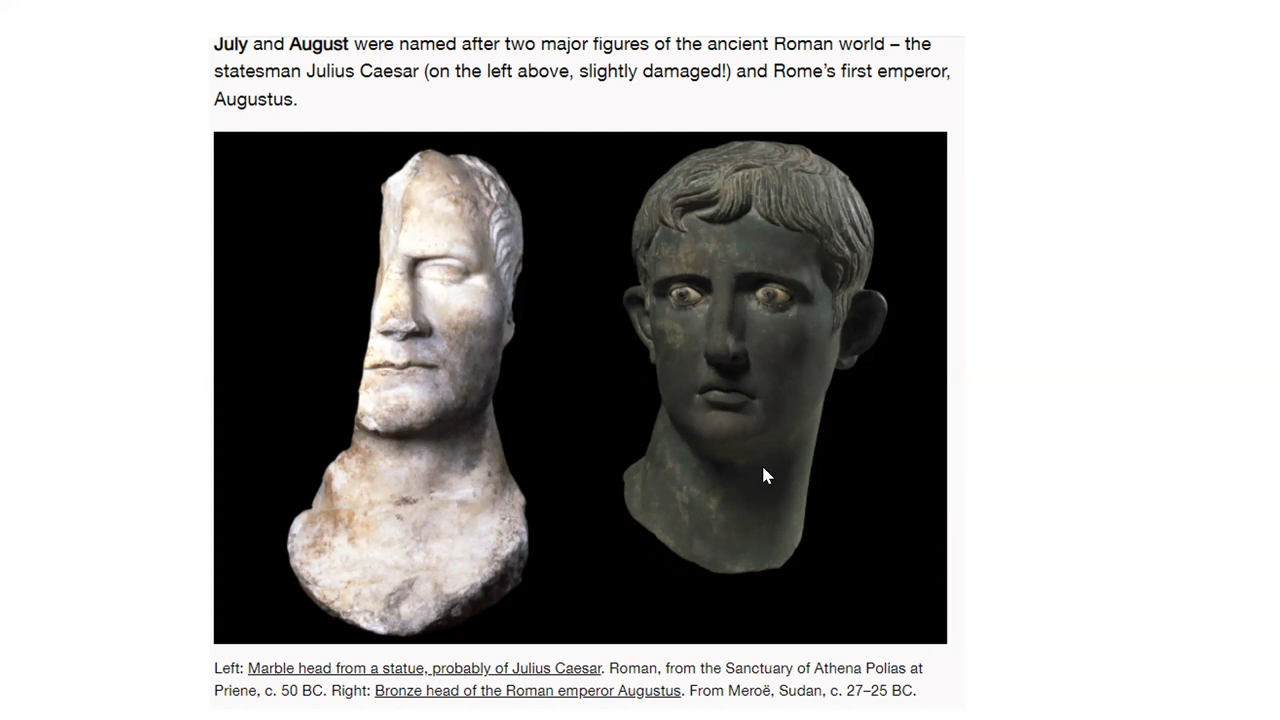 July and August were named after two major figures of the ancient Roman world – the
statesman Julius Caesar (on the left above, slightly damaged!) and Rome’s first emperor,
Augustus.
Left: Marble head from a statue, probably of Julius Caesar. Roman, from the Sanctuary of Athena Polias at
Priene, c. 50 BC. Right: Bronze head of the Roman emperor Augustus. From Meroë, Sudan, c. 27–25 BC.